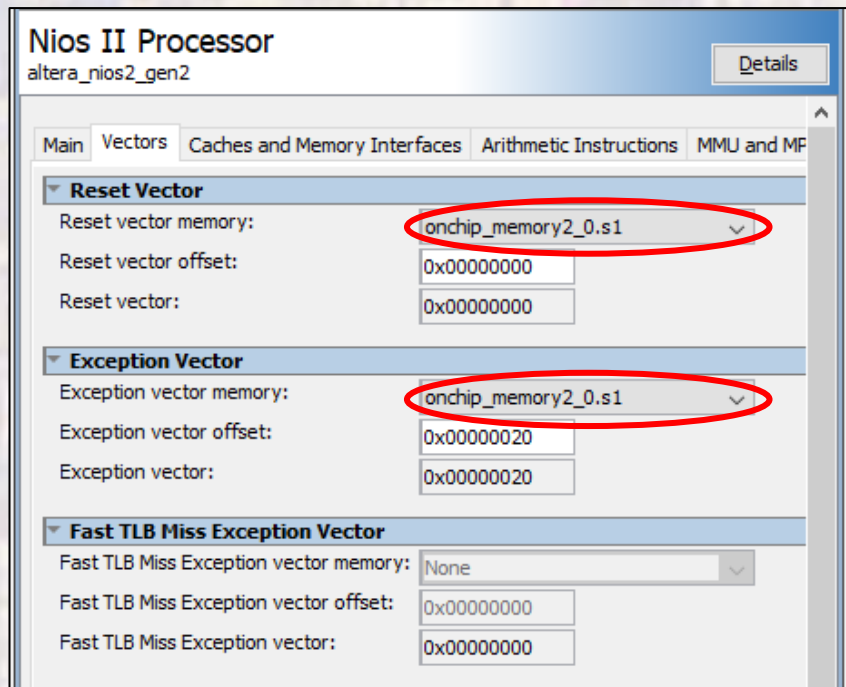 Nios II Processor
altera_nios2_gen2
Details
Main Vectors Caches and Memory Interfaces Arithmetic Instructions MMU and MP
Reset Vector
Reset vector memory: onchip_memory2_0.s1
Reset vector offset: 0x00000000
Reset vector: 0x00000000
Exception Vector
Exception vector memory: onchip_memory2_0.s1
Exception vector offset: 0x00000020
Exception vector: 0x00000020
Fast TLB Miss Exception Vector
Fast TLB Miss Exception vector memory: None
Fast TLB Miss Exception vector offset: 0x00000000
Fast TLB Miss Exception vector: 0x00000000